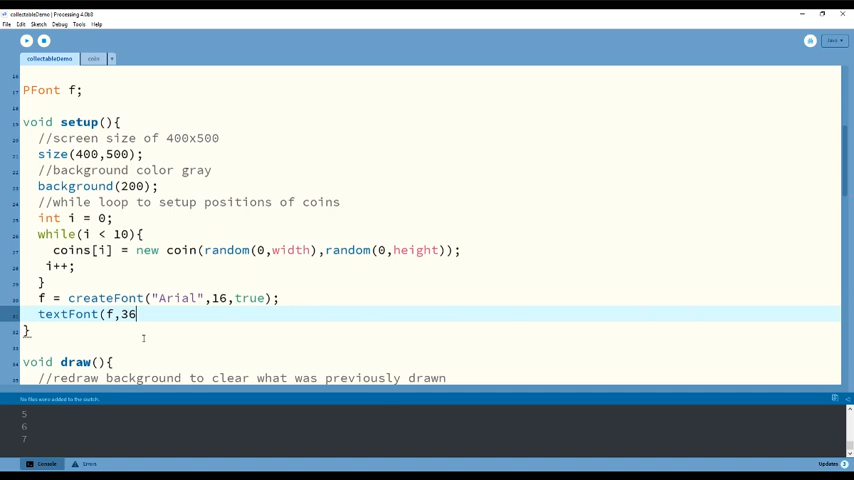 collectableDemo | Processing 4.0b8
File Edit Sketch Debug Tools Help
Java ▾
collectableDemo coin ▾
PFont f;
void setup(){
//screen size of 400x500
size(400,500);
//background color gray
background(200);
//while loop to setup positions of coins
int i = 0;
while(i < 10){
coins[i] = new coin(random(0,width),random(0,height));
i++;
}
f = createFont("Arial",16,true);
textFont(f,36
}
void draw(){
//redraw background to clear what was previously drawn
No files were added to the sketch.
5
6
7
Console Errors Updates 3